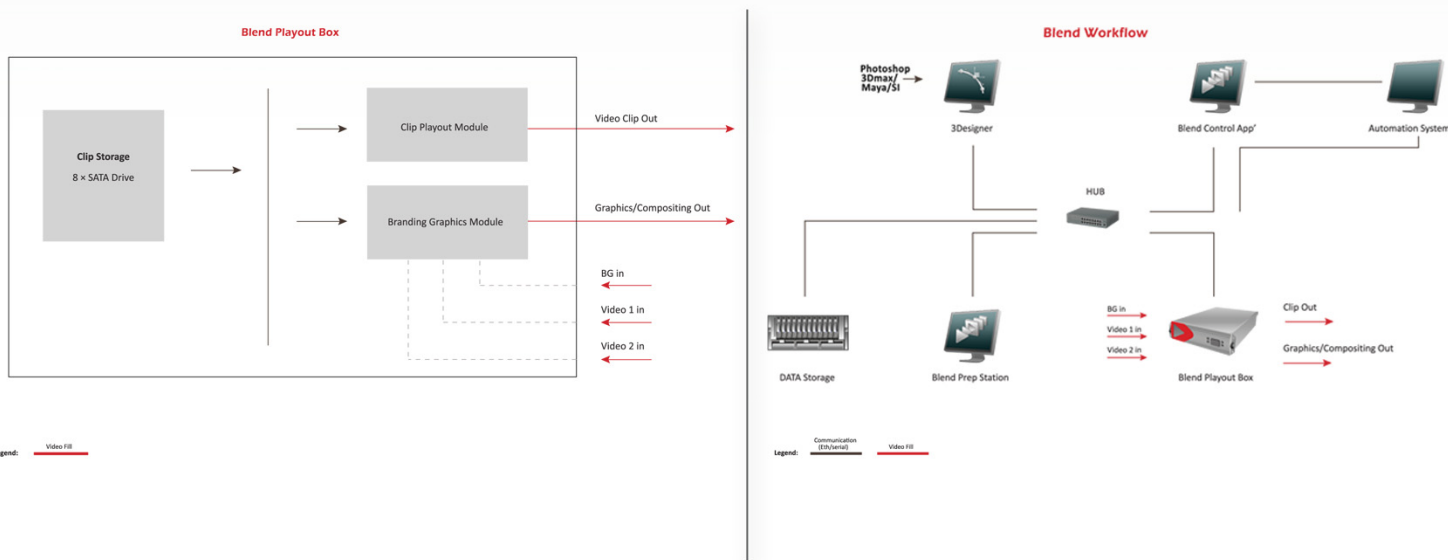 Blend Playout Box
Clip Storage
8 × SATA Drive
Clip Playout Module
Branding Graphics Module
Video Clip Out
Graphics/Compositing Out
BG in
Video 1 in
Video 2 in
gend:
Video Fill
Blend Workflow
Photoshop
3Dmax/
Maya/SI
3Designer
Blend Control App'
Automation System
HUB
DATA Storage
Blend Prep Station
BG in
Video 1 in
Video 2 in
Blend Playout Box
Clip Out
Graphics/Compositing Out
Legend:
Communication
(Eth/serial)
Video Fill